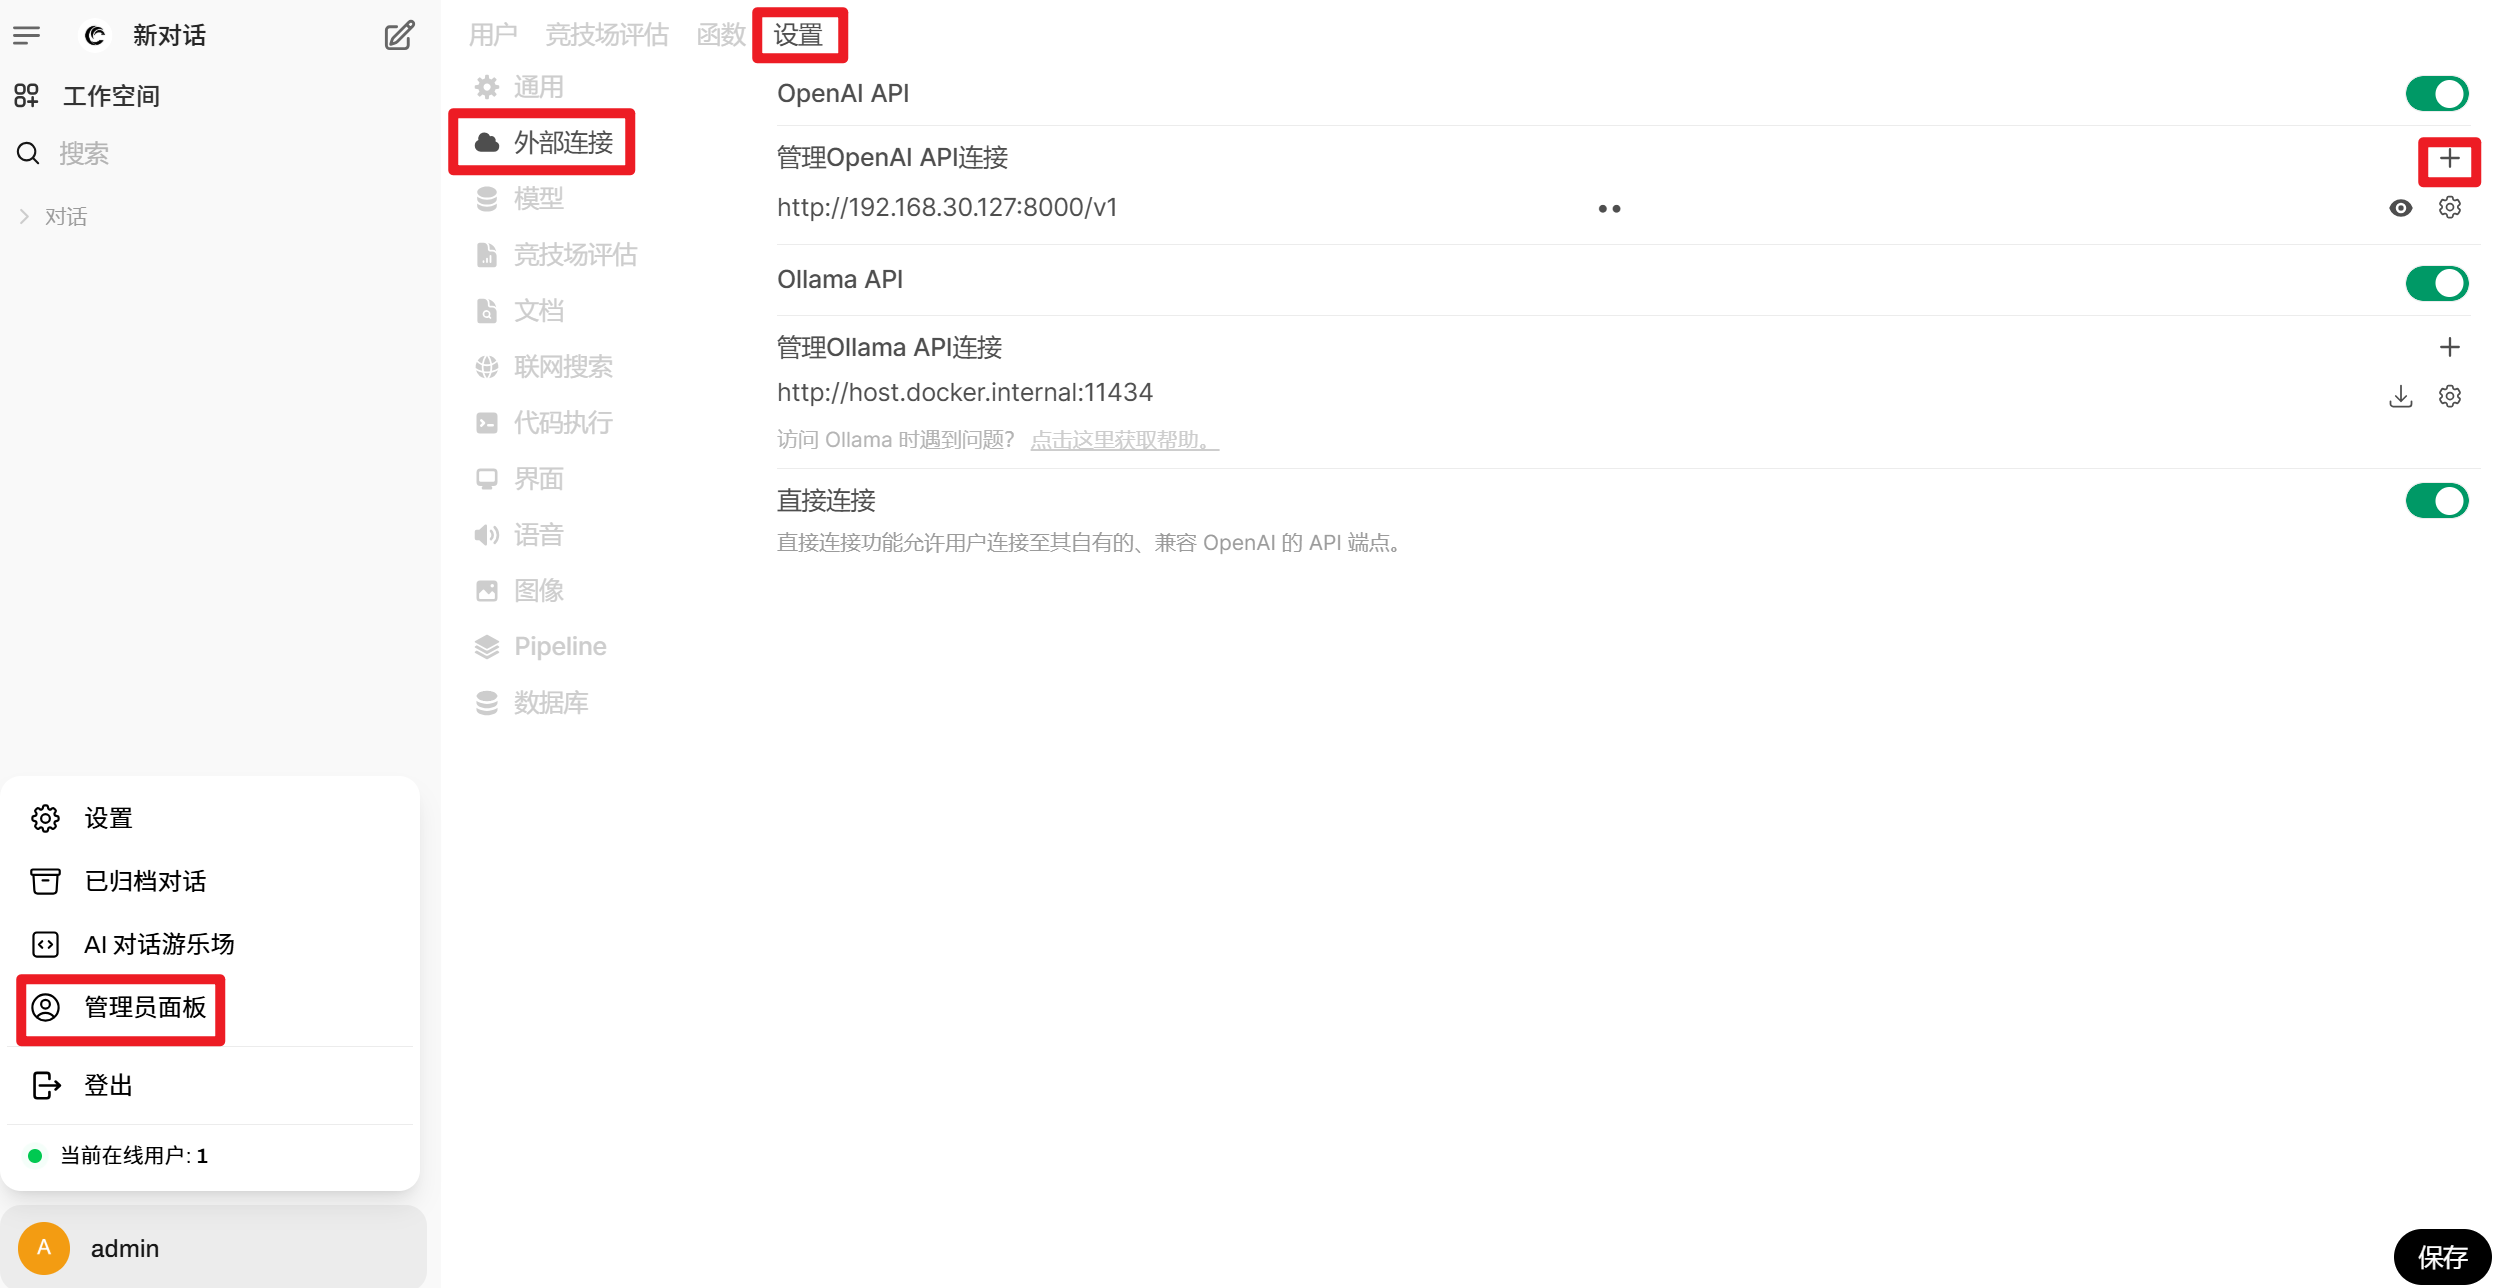 新对话
工作空间
搜索
对话
设置
已归档对话
AI 对话游乐场
管理员面板
登出
当前在线用户: 1
A
admin
用户 竞技场评估 函数 设置
通用
外部连接
模型
竞技场评估
文档
联网搜索
代码执行
界面
语音
图像
Pipeline
数据库
OpenAI API
管理OpenAI API连接
http://192.168.30.127:8000/v1 ••
Ollama API
管理Ollama API连接
http://host.docker.internal:11434
访问 Ollama 时遇到问题? 点击这里获取帮助。
直接连接
直接连接功能允许用户连接至其自有的、兼容 OpenAI 的 API 端点。
保存